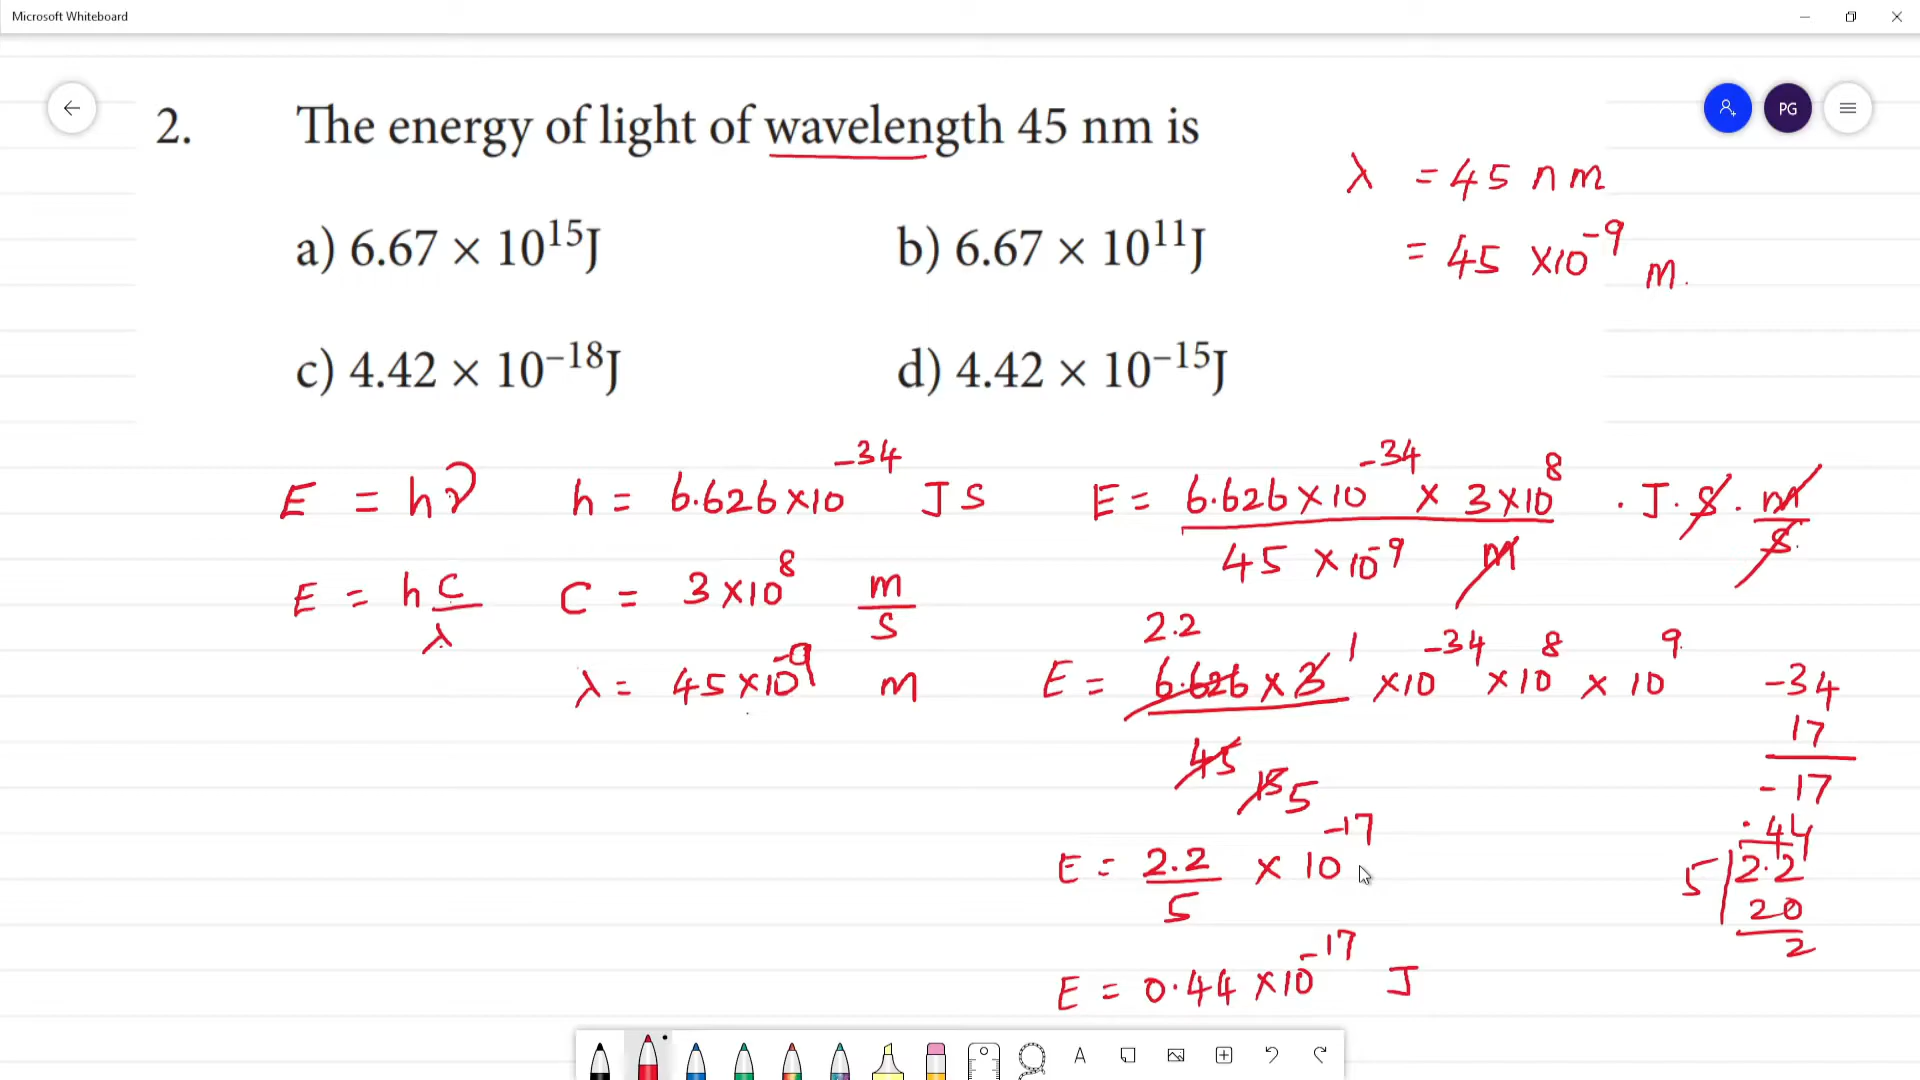 Microsoft Whiteboard
PG
2. The energy of light of wavelength 45 nm is
a) 6.67 × 10¹⁵J b) 6.67 × 10¹¹J
c) 4.42 × 10⁻¹⁸J d) 4.42 × 10⁻¹⁵J
λ = 45 nm
= 45 ×10⁻⁹ m.
E = hν
h = 6.626×10⁻³⁴ JS
E = h C/λ
C = 3×10⁸ m/s
λ = 45×10⁻⁹ m
E = 6.626×10⁻³⁴ × 3×10⁸ · J · s · m/s
45 ×10⁻⁹ m
2.2
E = 6.626 × 3 1 ×10⁻³⁴ ×10⁸ × 10⁹
45 15 5
-34
17
-17
E = 2.2/5 × 10⁻¹⁷
.44
5 2.2
20
2
E = 0.44 ×10⁻¹⁷ J
A